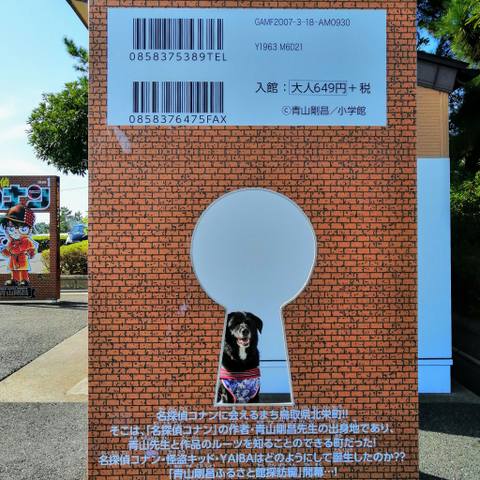 GAMF2007-3-18-AM0930
0858375389TEL
Y1963 M6D21
入館:大人649円+税
0858376475FAX
©青山剛昌/小学館
名探偵コナンに会えるまち鳥取県北栄町!!
そこは、「名探偵コナン」の作者・青山剛昌先生の出身地であり、
青山先生と作品のルーツを知ることのできる町だった!
名探偵コナン・怪盗キッド・YAIBAはどのようにして誕生したのか??
「青山剛昌ふるさと館探訪編」開幕…!